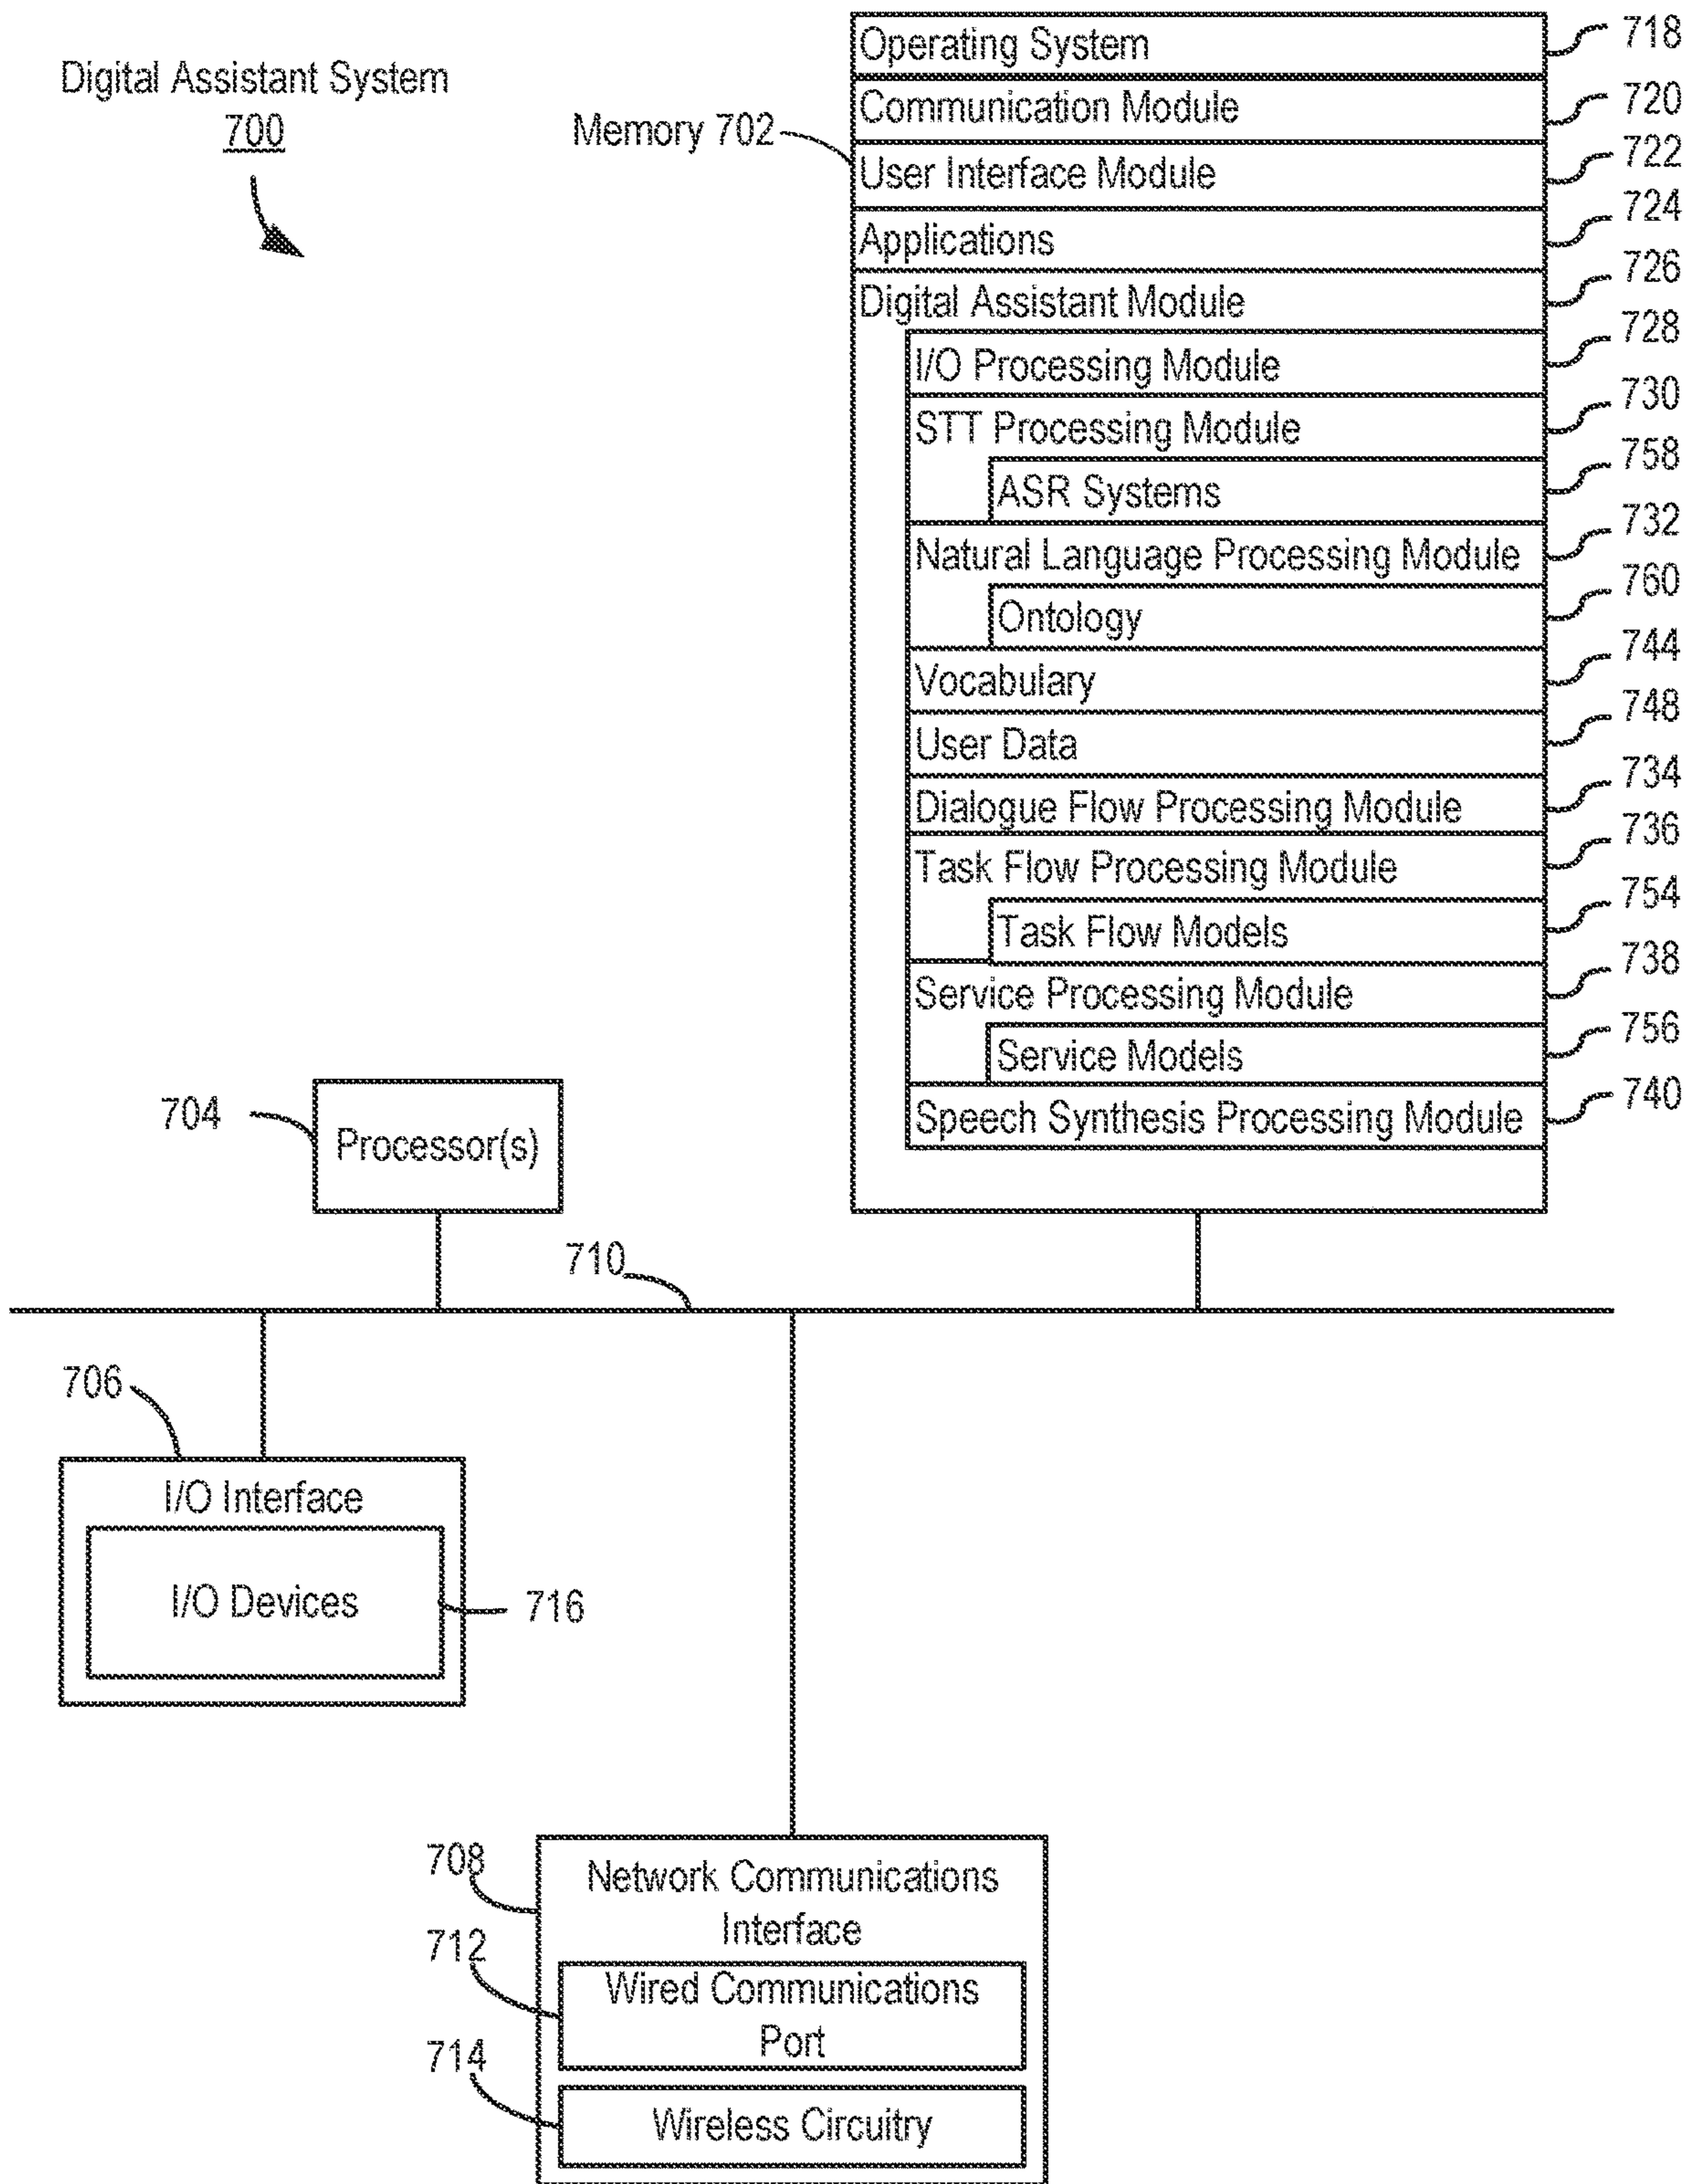 Digital Assistant System
700
Memory 702
Operating System
718
Communication Module
720
User Interface Module
722
Applications
724
Digital Assistant Module
726
I/O Processing Module
728
STT Processing Module
730
ASR Systems
758
Natural Language Processing Module
732
Ontology
760
Vocabulary
744
User Data
748
Dialogue Flow Processing Module
734
Task Flow Processing Module
736
Task Flow Models
754
Service Processing Module
738
Service Models
756
Speech Synthesis Processing Module
740
704
Processor(s)
710
706
I/O Interface
I/O Devices
716
708
Network Communications
Interface
712
Wired Communications
Port
714
Wireless Circuitry